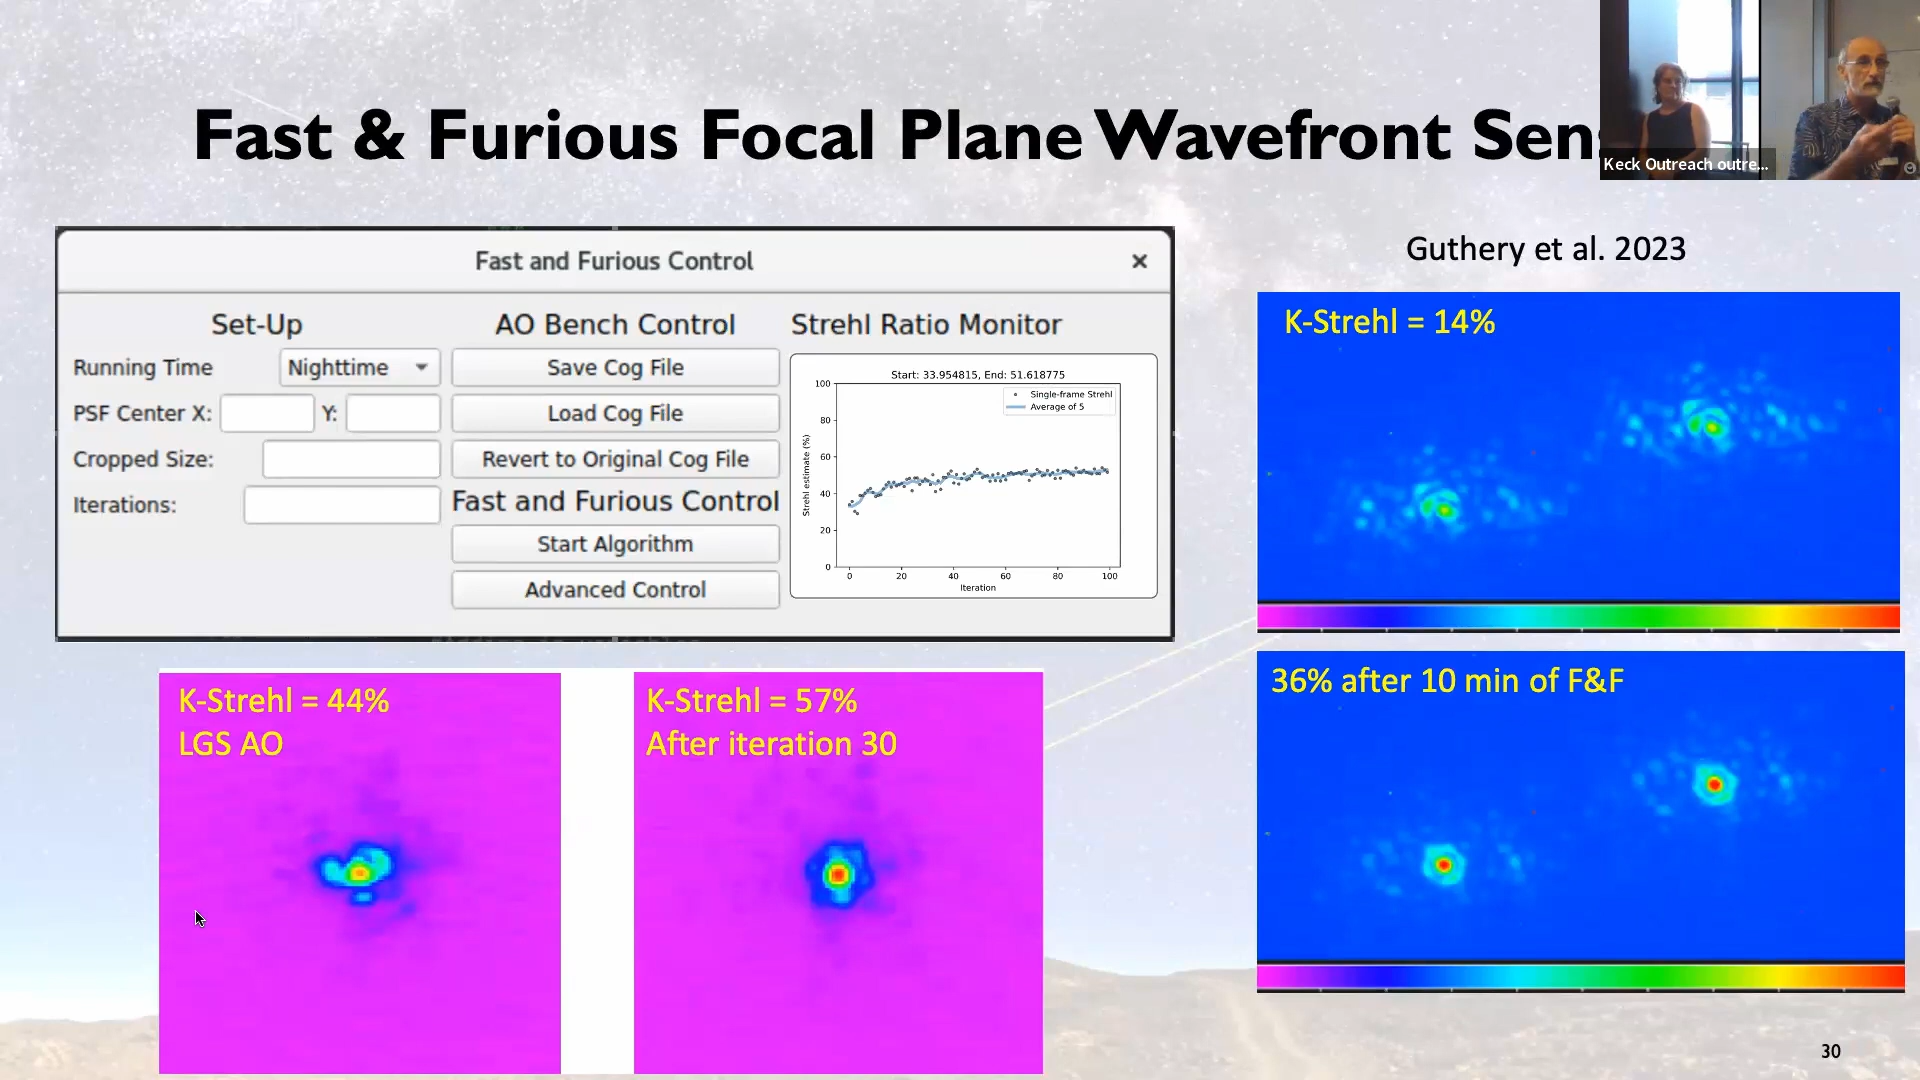 Fast & Furious Focal Plane Wavefront Sen
Keck Outreach outre...
Fast and Furious Control
Set-Up
Running Time
Nighttime
PSF Center X:
Y:
Cropped Size:
Iterations:
AO Bench Control
Save Cog File
Load Cog File
Revert to Original Cog File
Fast and Furious Control
Start Algorithm
Advanced Control
Strehl Ratio Monitor
Start: 33.954815, End: 51.618775
Single-frame Strehl
Average of 5
Strehl estimate (%)
100
80
60
40
20
0
0 20 40 60 80 100
Iteration
Guthery et al. 2023
K-Strehl = 14%
36% after 10 min of F&F
K-Strehl = 44%
LGS AO
K-Strehl = 57%
After iteration 30
30